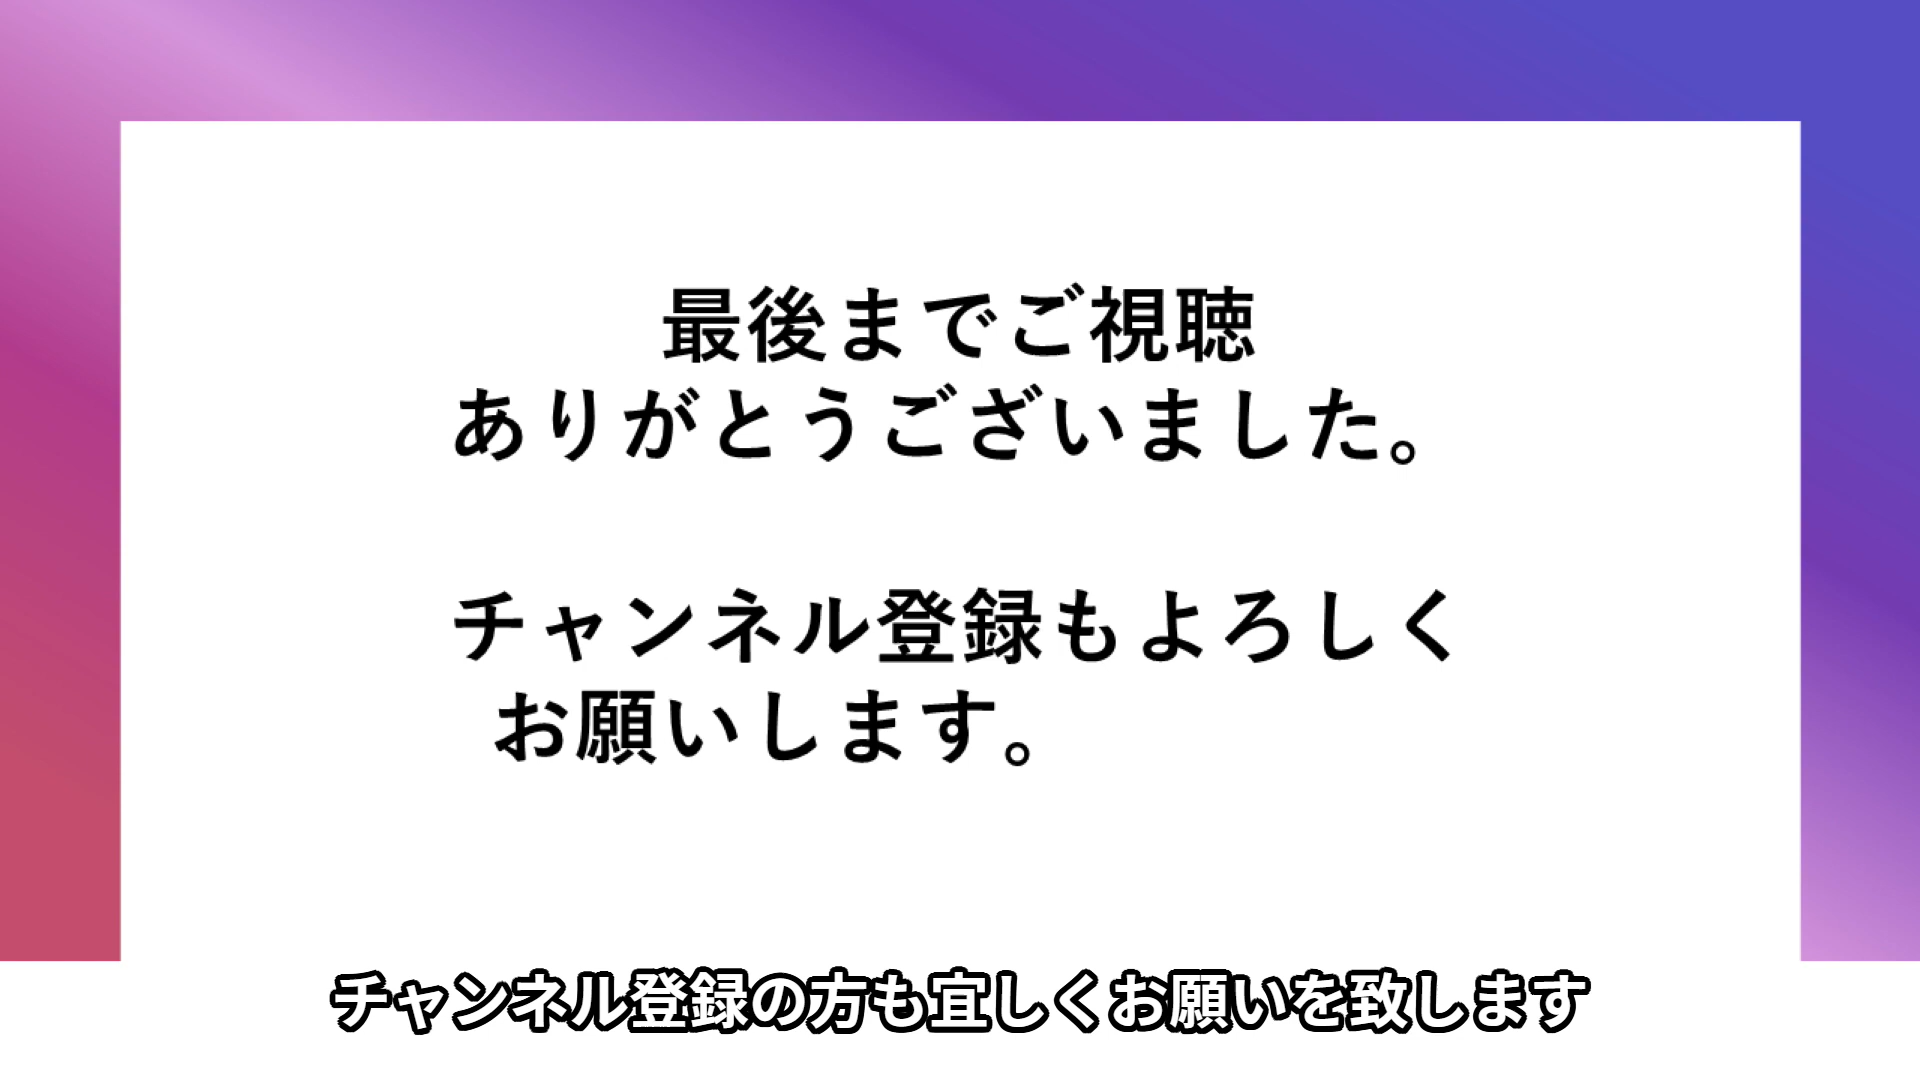 最後までご視聴
ありがとうございました。
チャンネル登録もよろしく
お願いします。
チャンネル登録の方も宜しくお願いを致します